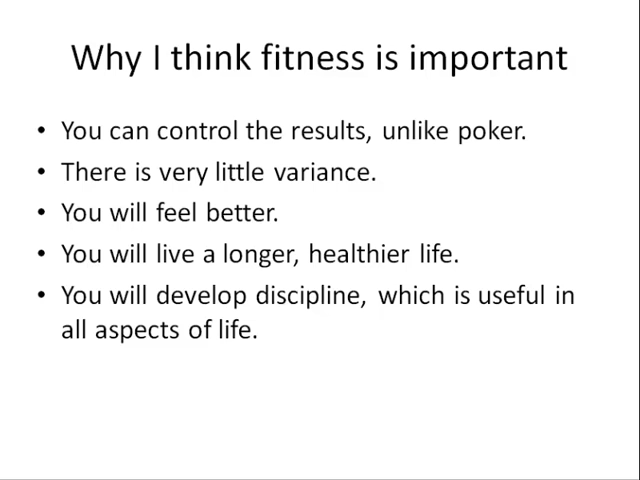 Why I think fitness is important
• You can control the results, unlike poker.
• There is very little variance.
• You will feel better.
• You will live a longer, healthier life.
• You will develop discipline, which is useful in
all aspects of life.